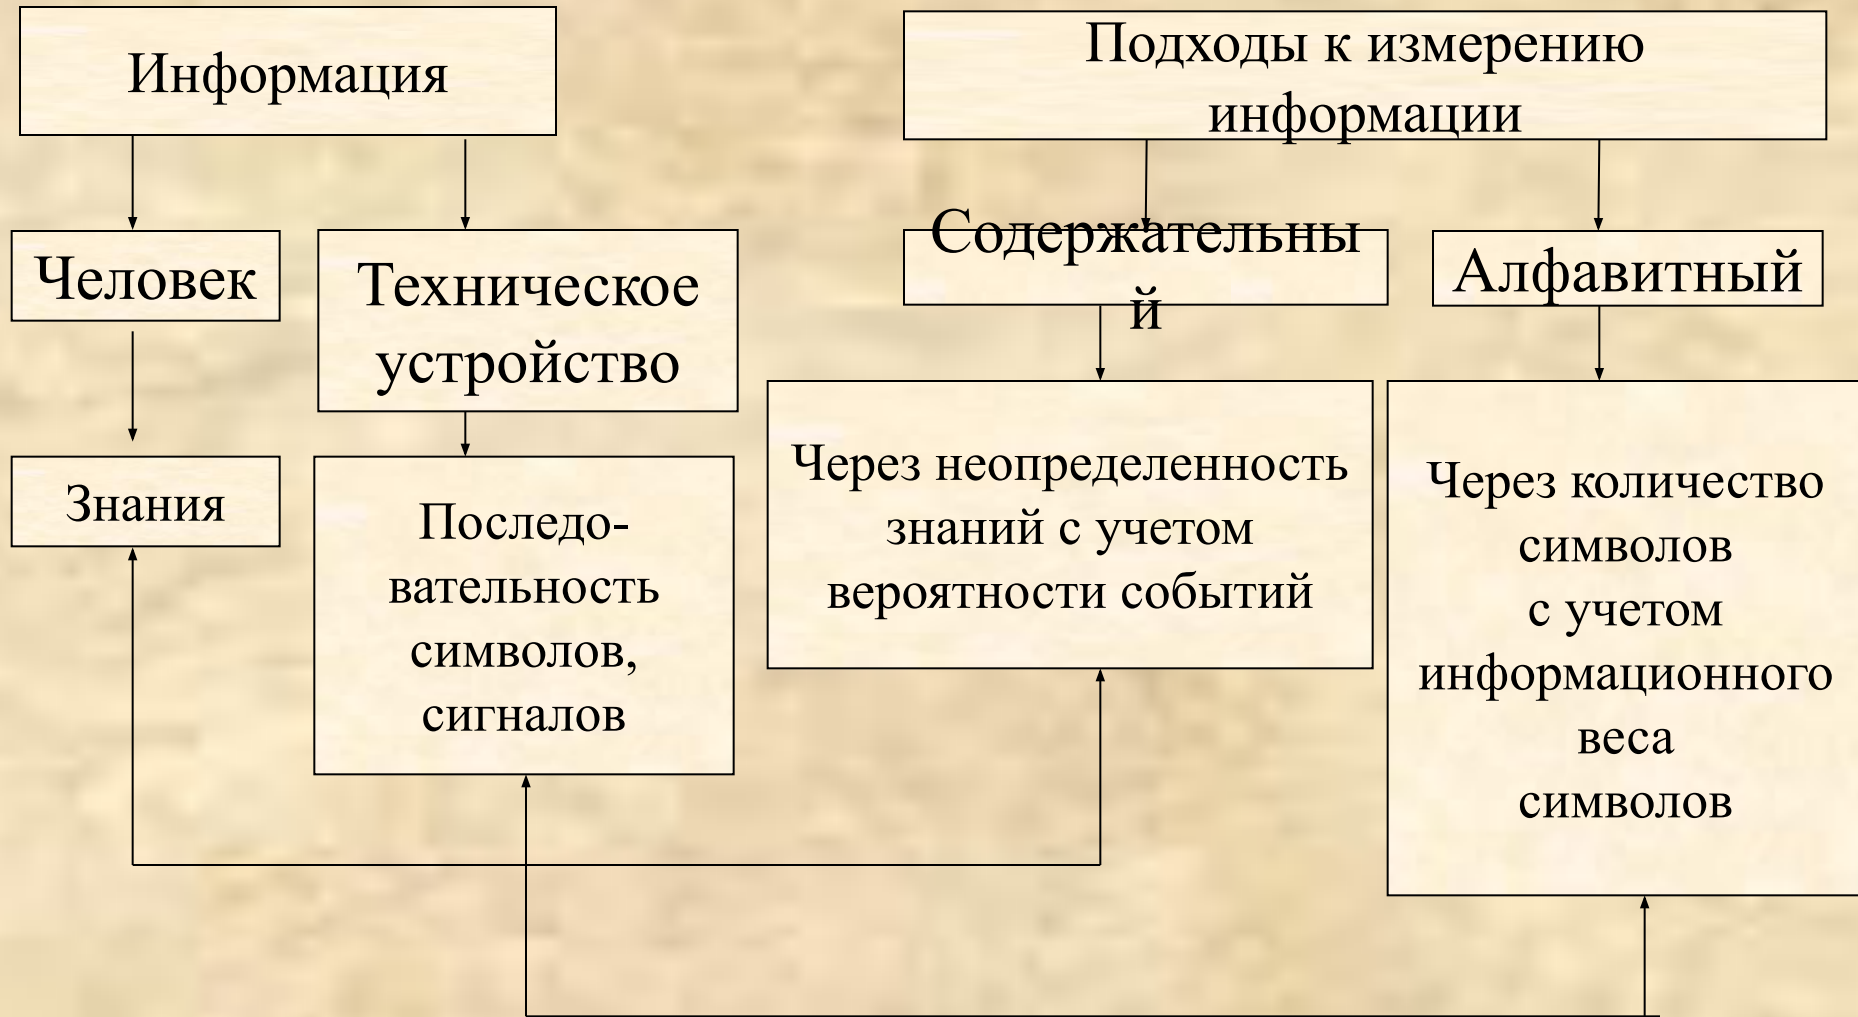 Информация
Подходы к измерению
информации
Человек
Техническое
устройство
Содержательны
й
Алфавитный
Знания
Последо-
вательность
символов,
сигналов
Через неопределенность
знаний с учетом
вероятности событий
Через количество
символов
с учетом
информационного
веса
символов